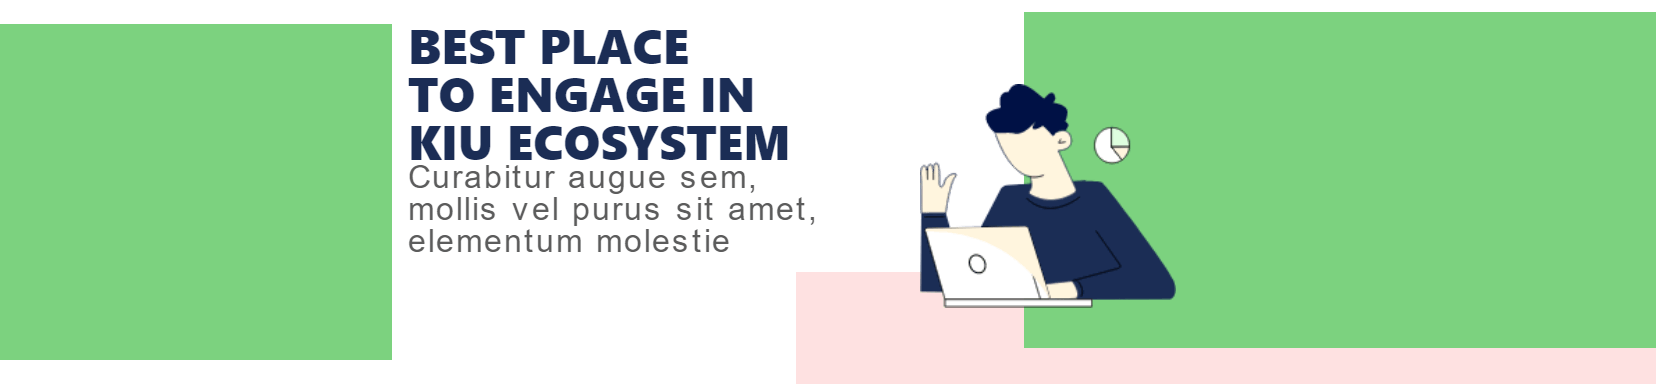 BEST PLACE
TO ENGAGE IN
KIU ECOSYSTEM
Curabitur augue sem,
mollis vel purus sit amet,
elementum molestie